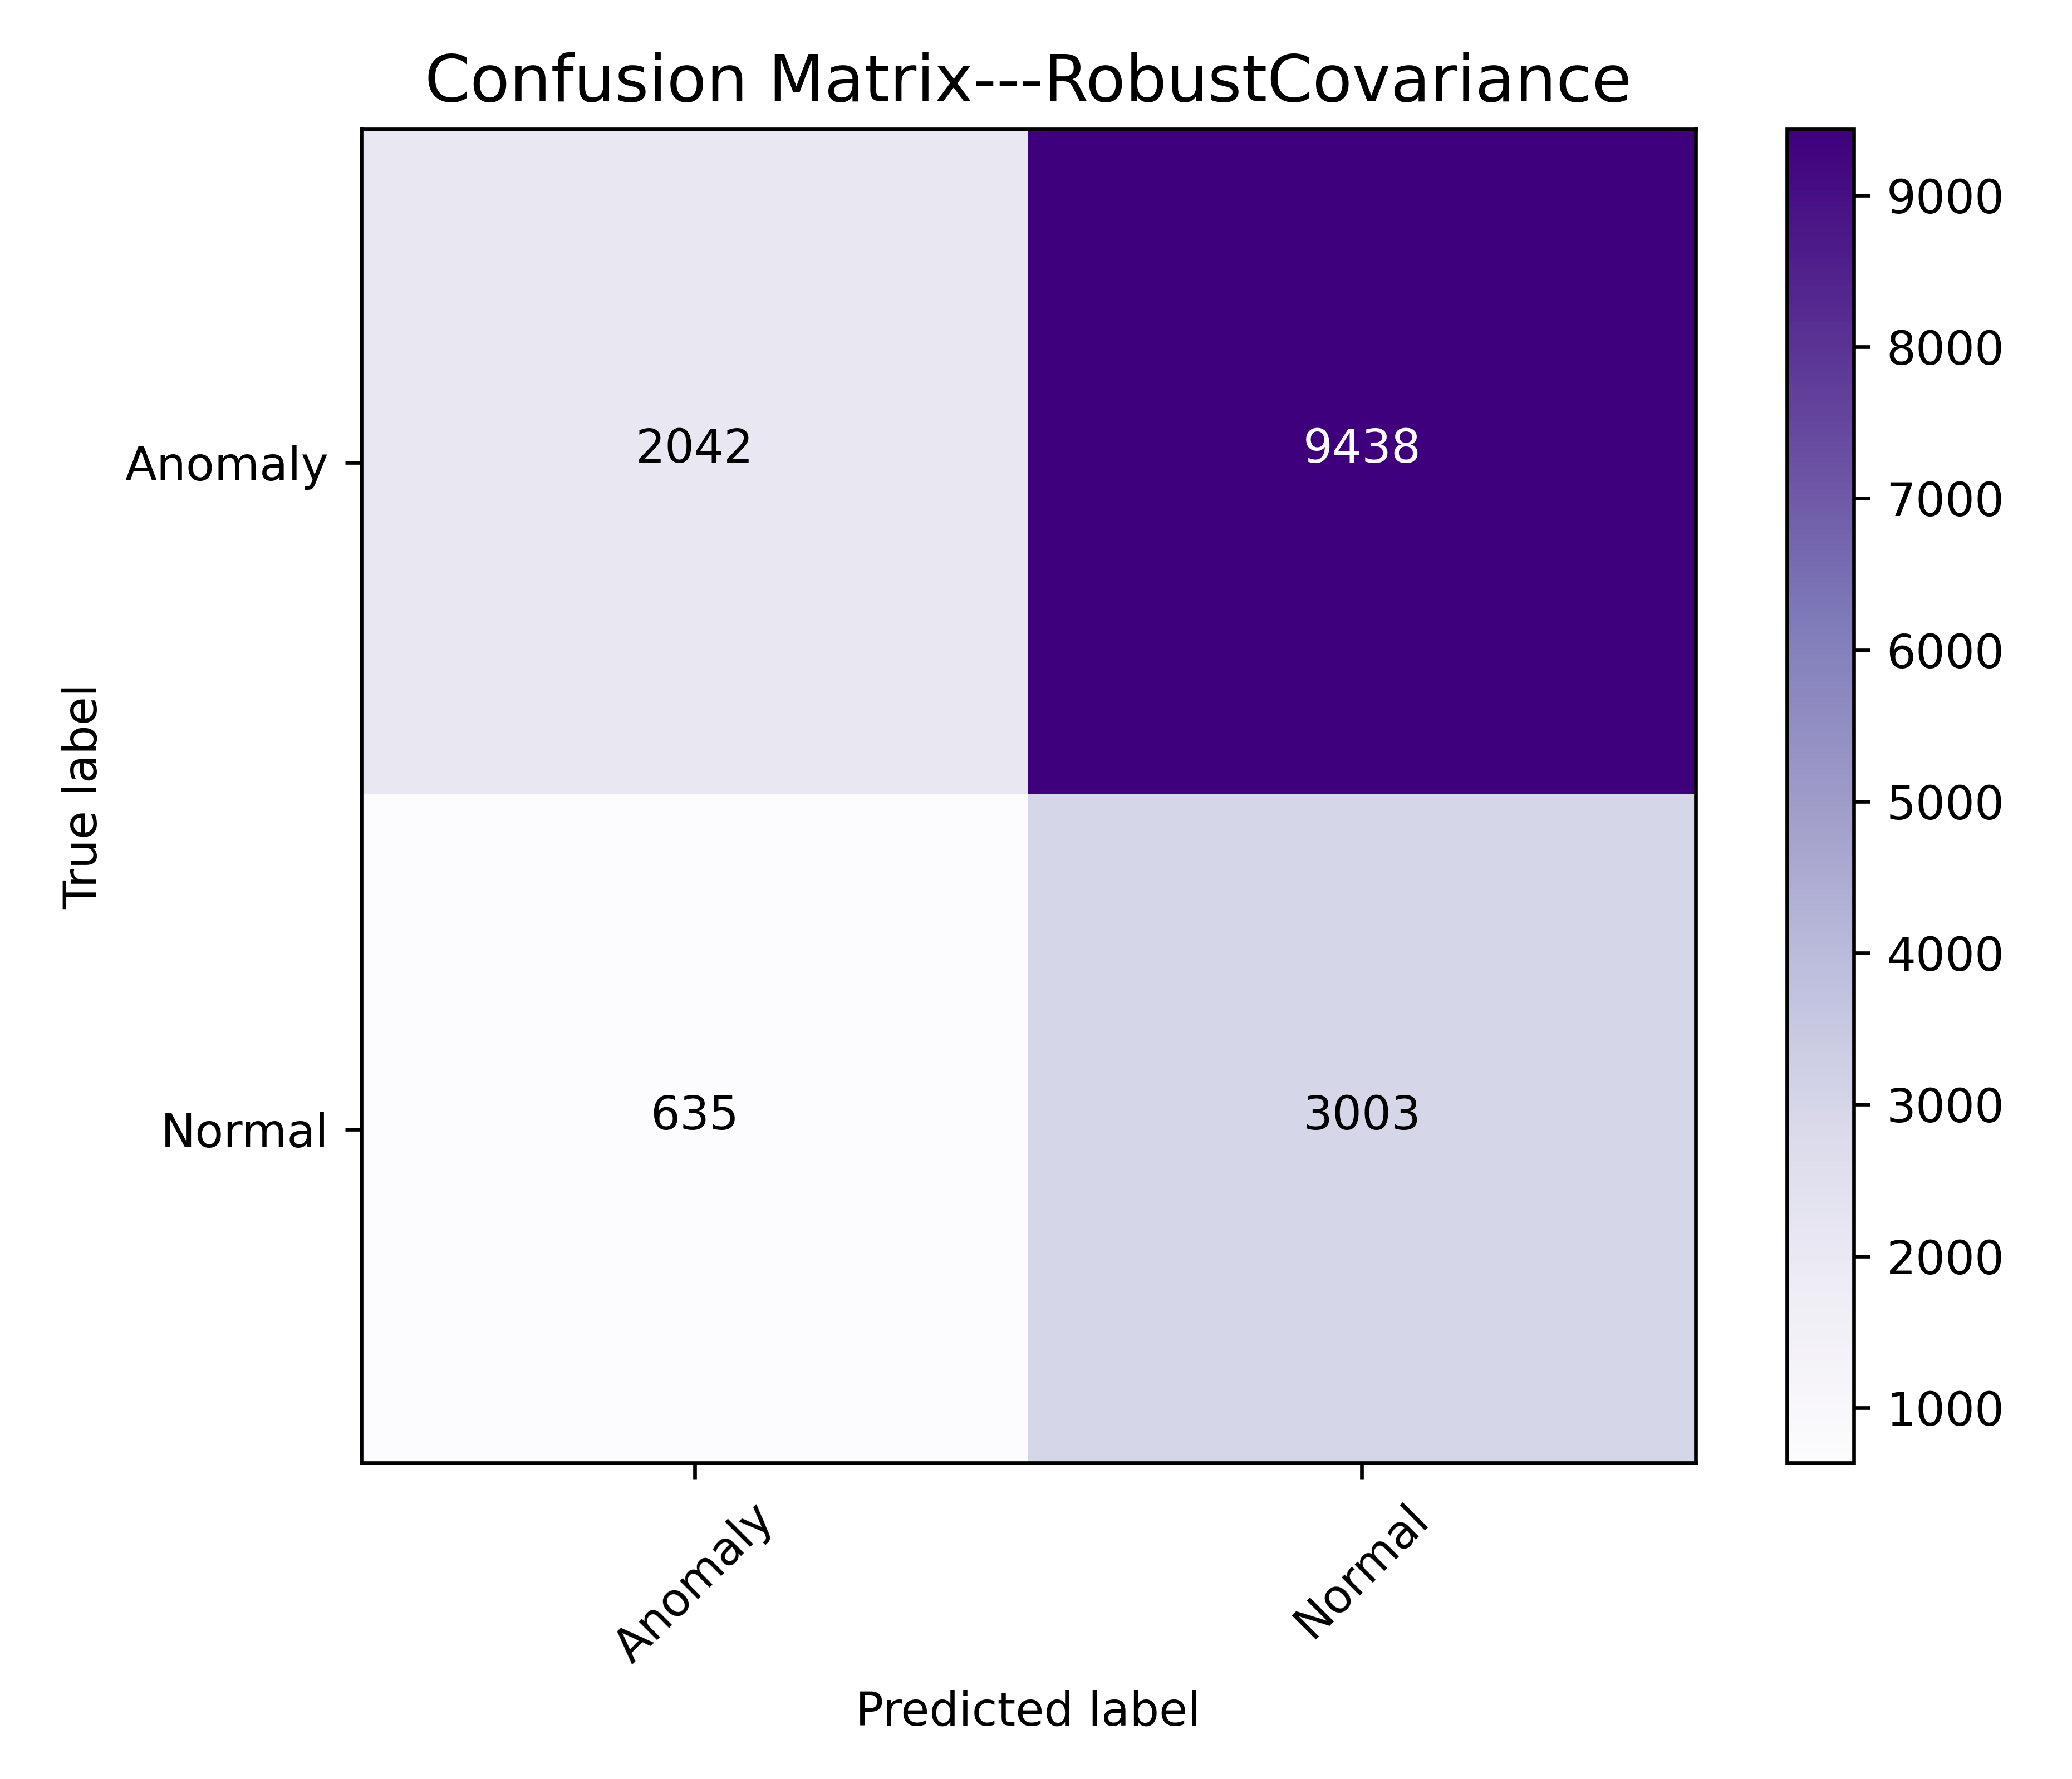 Confusion Matrix---RobustCovariance
True label
Anomaly
Normal
2042
9438
635
3003
Anomaly
Normal
Predicted label
9000
8000
7000
6000
5000
4000
3000
2000
1000